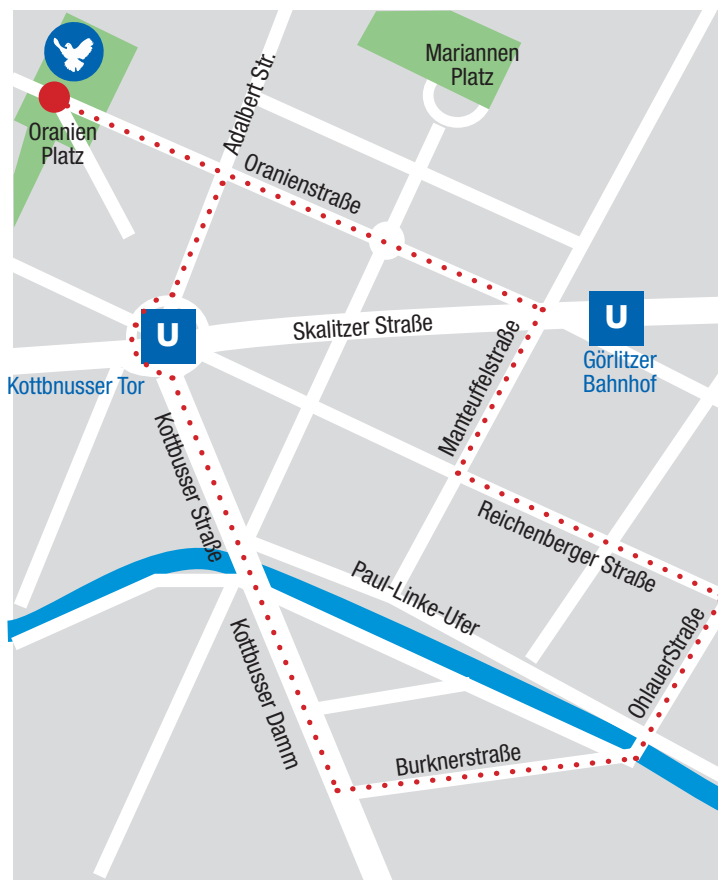 Mariannen
Platz
Adalbert Str.
Oranien
Platz
Oranienstraße
U
U
Skalitzer Straße
Görlitzer
Bahnhof
Kottbnusser Tor
Manteuffelstraße
Kottbusser Straße
Reichenberger Straße
Paul-Linke-Ufer
OhlauerStraße
Kottbusser Damm
Burknerstraße